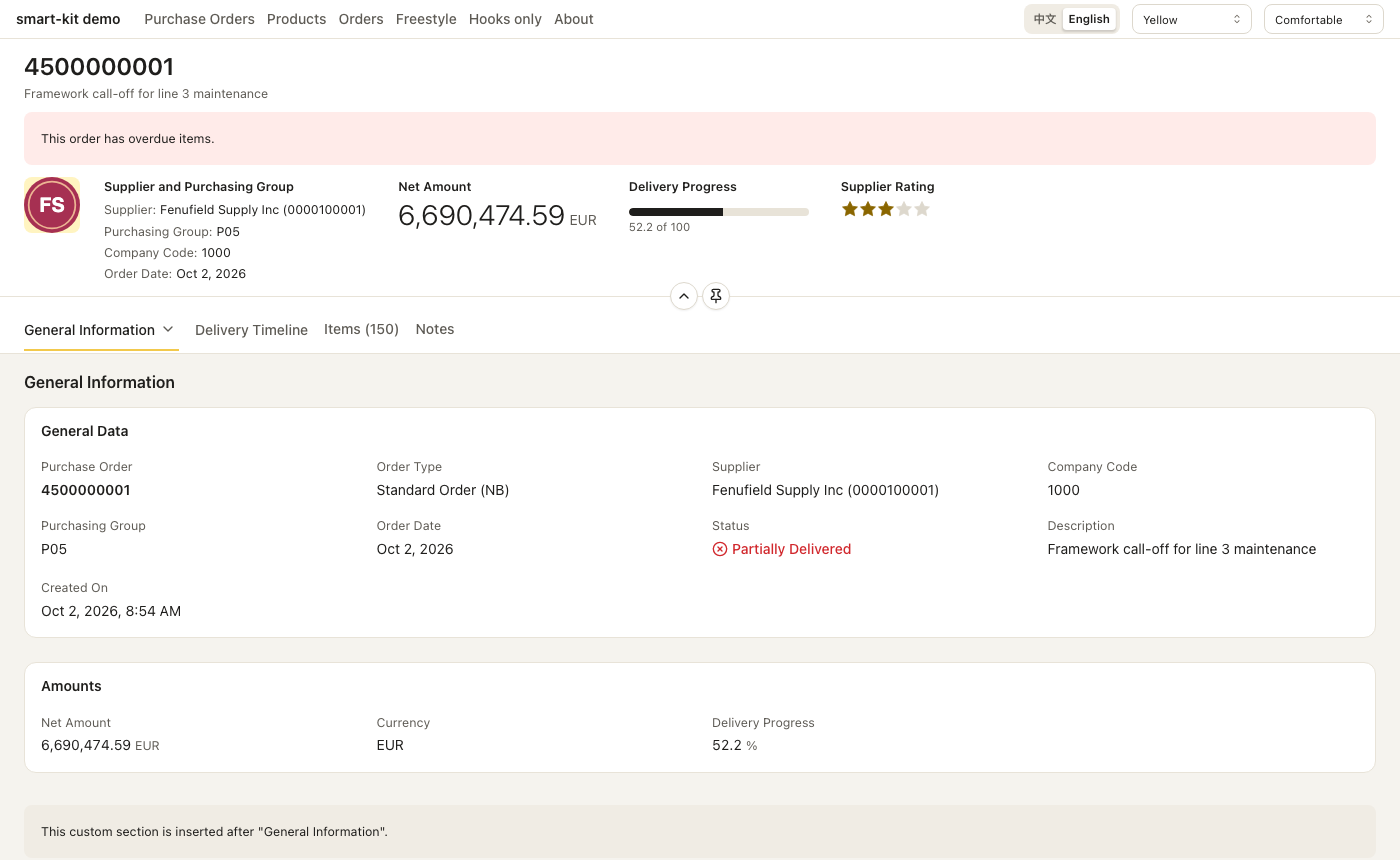 smart-kit demo Purchase Orders Products Orders Freestyle Hooks only About 中文 English Yellow Comfortable
4500000001
Framework call-off for line 3 maintenance
This order has overdue items.
FS
Supplier and Purchasing Group
Supplier: Fenufield Supply Inc (0000100001)
Purchasing Group: P05
Company Code: 1000
Order Date: Oct 2, 2026
Net Amount
6,690,474.59 EUR
Delivery Progress
52.2 of 100
Supplier Rating
General Information Delivery Timeline Items (150) Notes
General Information
General Data
Purchase Order Order Type Supplier Company Code
4500000001 Standard Order (NB) Fenufield Supply Inc (0000100001) 1000
Purchasing Group Order Date Status Description
P05 Oct 2, 2026 Partially Delivered Framework call-off for line 3 maintenance
Created On
Oct 2, 2026, 8:54 AM
Amounts
Net Amount Currency Delivery Progress
6,690,474.59 EUR EUR 52.2 %
This custom section is inserted after "General Information".